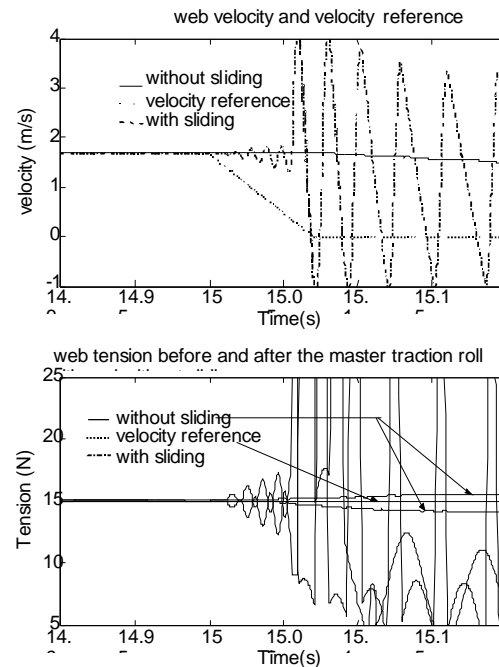 web velocity and velocity reference
4
3
2
1
0
-1
velocity (m/s)
without sliding
velocity reference
with sliding
14. 14.9 15 15.0 15. 15.1
Time(s)
web tension before and after the master traction roll
25
20
15
10
5
Tension (N)
without sliding
velocity reference
with sliding
14. 14.9 15 15.0 15. 15.1
Time(s)